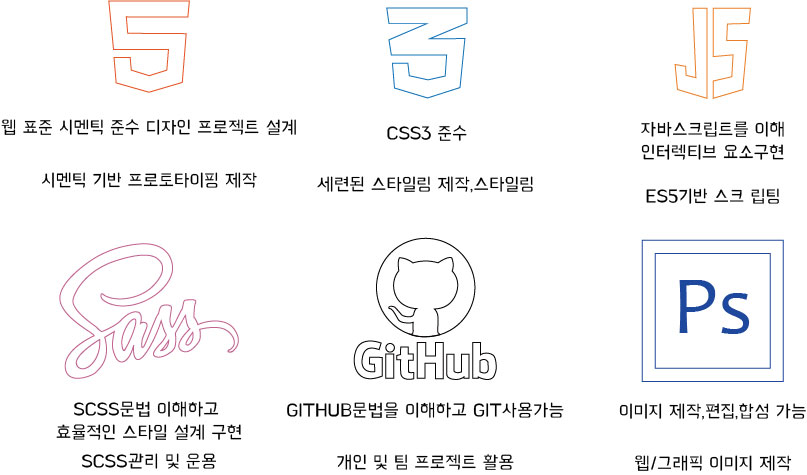 5
3
JS
웹 표준 시멘틱 준수 디자인 프로젝트 설계
시멘틱 기반 프로토타이핑 제작
CSS3 준수
세련된 스타일림 제작,스타일림
자바스크립트를 이해
인터렉티브 요소구현
ES5기반 스크 립팅
Sass
SCSS문법 이해하고
효율적인 스타일 설계 구현
SCSS관리 및 운용
GitHub
GITHUB문법을 이해하고 GIT사용가능
개인 및 팀 프로젝트 활용
Ps
이미지 제작,편집,합성 가능
웹/그래픽 이미지 제작